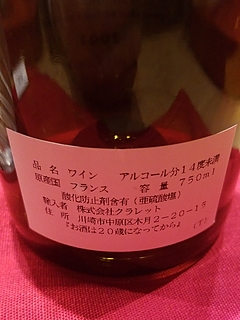 品名 ワイン アルコール分14度未満
原産国 フランス 容量 750ml
酸化防止剤含有(亜硫酸塩)
輸入者 株式会社クラレット
住所 川崎市中原区木月2-20-15
『お酒は20歳になってから』 (T)